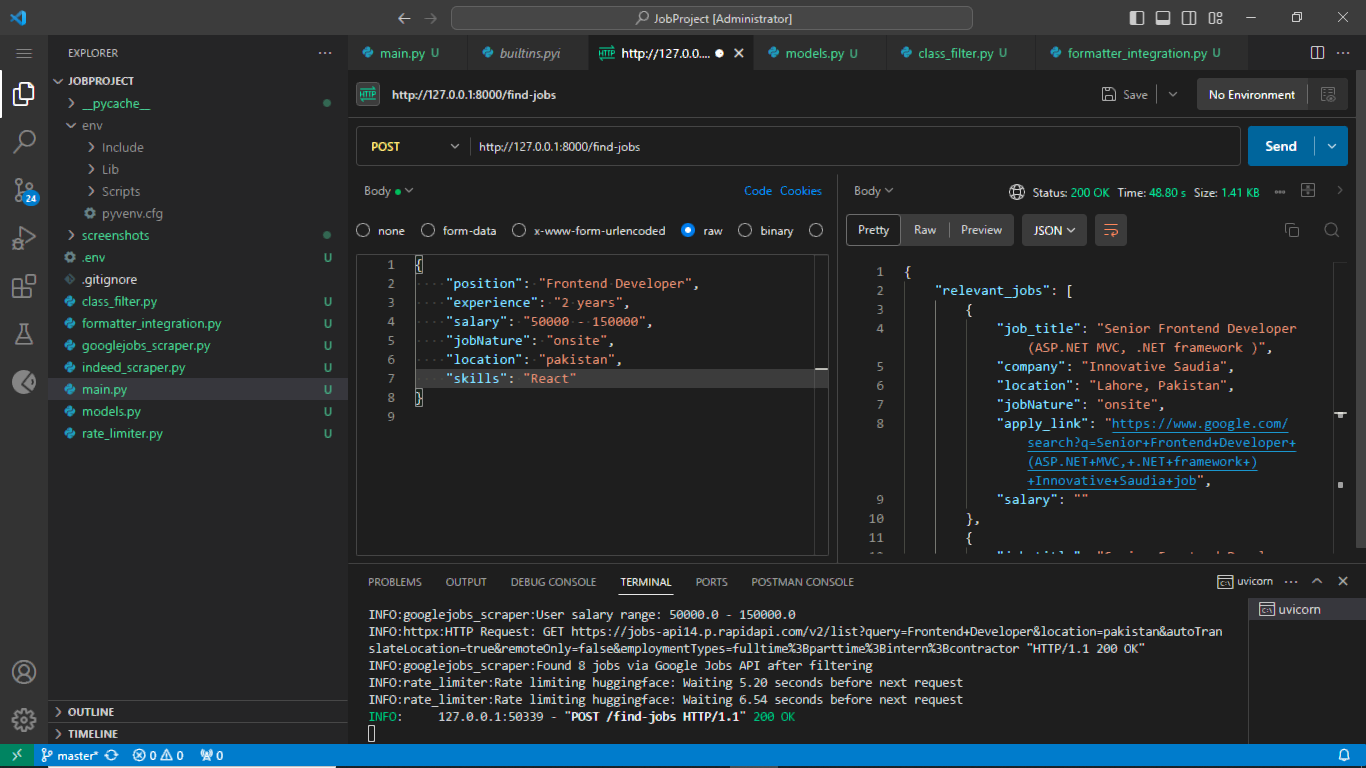 JobProject [Administrator]
EXPLORER
JOBPROJECT
__pycache__
env
Include
Lib
Scripts
pyvenv.cfg
screenshots
.env U
.gitignore
class_filter.py U
formatter_integration.py U
googlejobs_scraper.py U
indeed_scraper.py U
main.py U
models.py U
rate_limiter.py U
OUTLINE
TIMELINE
24
main.py U
builtins.pyi
HTTP http://127.0.0....
models.py U
class_filter.py U
formatter_integration.py U
HTTP http://127.0.0.1:8000/find-jobs
Save
No Environment
POST http://127.0.0.1:8000/find-jobs
Send
Body
Code Cookies
none form-data x-www-form-urlencoded raw binary
1 {
2 "position": "Frontend Developer",
3 "experience": "2 years",
4 "salary": "50000 - 150000",
5 "jobNature": "onsite",
6 "location": "pakistan",
7 "skills": "React"
8 }
9
Body
Status: 200 OK Time: 48.80 s Size: 1.41 KB
Pretty Raw Preview JSON
1 {
2 "relevant_jobs": [
3 {
4 "job_title": "Senior Frontend Developer
(ASP.NET MVC, .NET framework )",
5 "company": "Innovative Saudia",
6 "location": "Lahore, Pakistan",
7 "jobNature": "onsite",
8 "apply_link": "https://www.google.com/
search?q=Senior+Frontend+Developer+
(ASP.NET+MVC,+.NET+framework+)
+Innovative+Saudia+job",
9 "salary": ""
10 },
11 {
PROBLEMS OUTPUT DEBUG CONSOLE TERMINAL PORTS POSTMAN CONSOLE
uvicorn
uvicorn
INFO:googlejobs_scraper:User salary range: 50000.0 - 150000.0
INFO:httpx:HTTP Request: GET https://jobs-api14.p.rapidapi.com/v2/list?query=Frontend+Developer&location=pakistan&autoTran
slateLocation=true&remoteOnly=false&employmentTypes=fulltime%3Bparttime%3Bintern%3Bcontractor "HTTP/1.1 200 OK"
INFO:googlejobs_scraper:Found 8 jobs via Google Jobs API after filtering
INFO:rate_limiter:Rate limiting huggingface: Waiting 5.20 seconds before next request
INFO:rate_limiter:Rate limiting huggingface: Waiting 6.54 seconds before next request
INFO: 127.0.0.1:50339 - "POST /find-jobs HTTP/1.1" 200 OK
master* 0 0 0